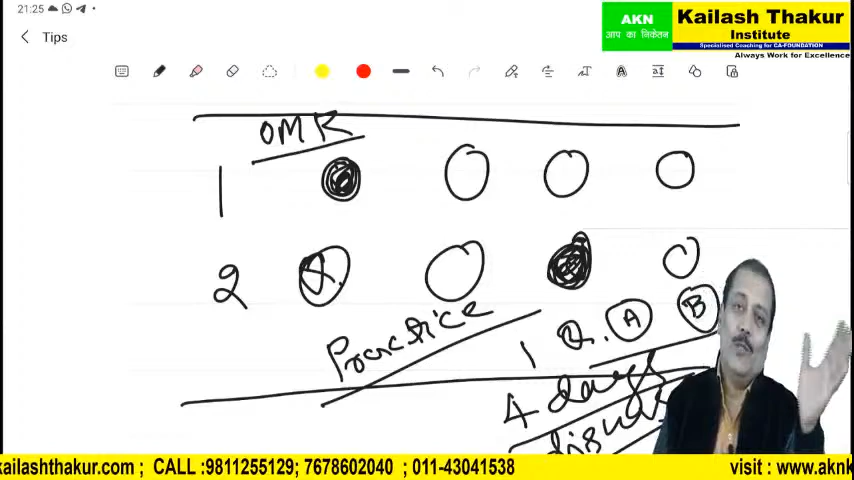 21:25
Tips
AKN
आप का निकेतन
Kailash Thakur
Institute
Specialised Coaching for CA-FOUNDATION
Always Work for Excellence
OMR
1
2
Practice
1 Q. A B
4 days
kailashthakur.com ; CALL :9811255129; 7678602040 ; 011-43041538
visit : www.aknk